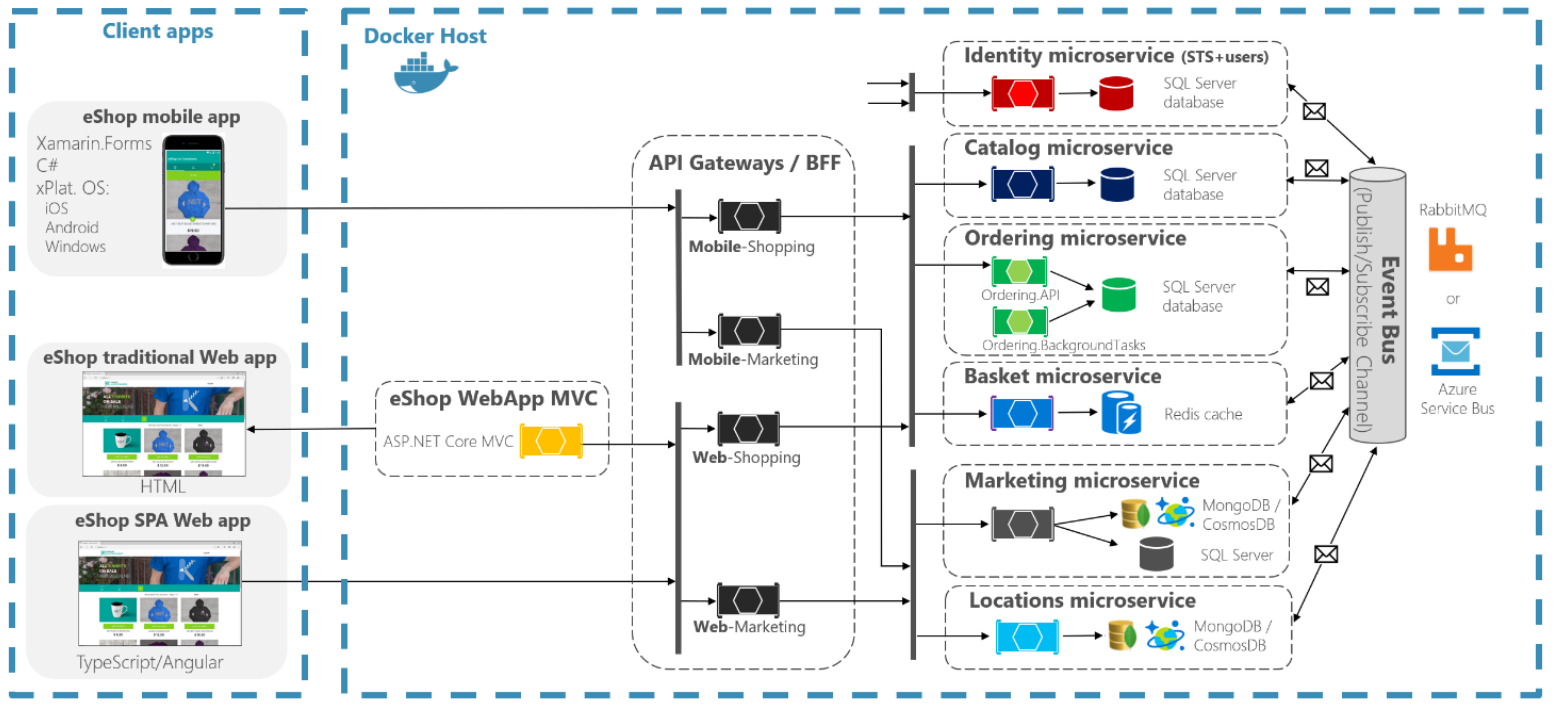 Client apps
eShop mobile app
Xamarin.Forms
C#
xPlat. OS:
iOS
Android
Windows
eShop traditional Web app
HTML
eShop SPA Web app
TypeScript/Angular
Docker Host
eShop WebApp MVC
ASP.NET Core MVC
API Gateways / BFF
Mobile-Shopping
Mobile-Marketing
Web-Shopping
Web-Marketing
Identity microservice (STS+users)
SQL Server
database
Catalog microservice
SQL Server
database
Ordering microservice
Ordering.API
Ordering.BackgroundTasks
SQL Server
database
Basket microservice
Redis cache
Marketing microservice
MongoDB /
CosmosDB
SQL Server
Locations microservice
MongoDB /
CosmosDB
Event Bus
(Publish/Subscribe Channel)
RabbitMQ
or
Azure
Service Bus